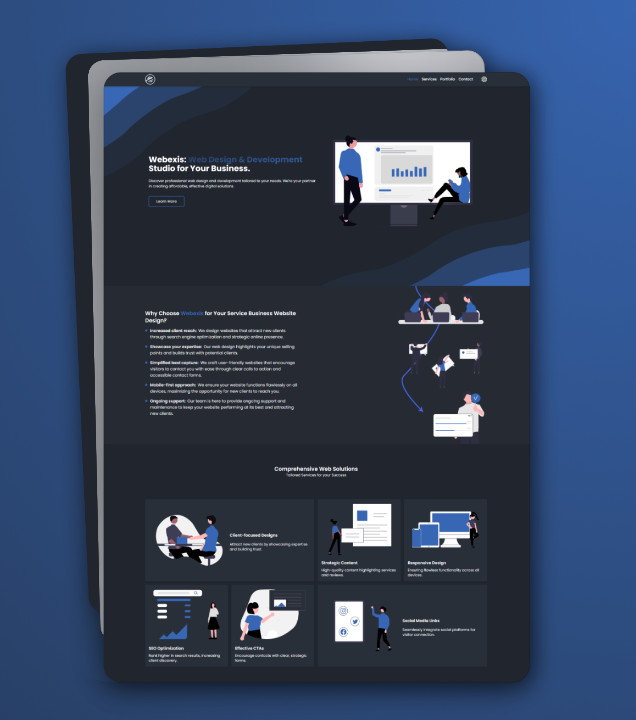 Home Services Portfolio Contact
Webexis: Web Design & Development
Studio for Your Business.
Discover professional web design and development tailored to your needs. We're your partner
in creating affordable, effective digital solutions.
Learn More
Why Choose Webexis for Your Service Business Website
Design?
Increased client reach: We design websites that attract new clients
through search engine optimization and strategic online presence.
Showcase your expertise: Our web design highlights your unique selling
points and builds trust with potential clients.
Simplified lead capture: We craft user-friendly websites that encourage
visitors to contact you with ease through clear calls to action and
accessible contact forms.
Mobile-first approach: We ensure your website functions flawlessly on all
devices, maximizing the opportunity for new clients to reach you.
Ongoing support: Our team is here to provide ongoing support and
maintenance to keep your website performing at its best and attracting
new clients.
Comprehensive Web Solutions
Tailored Services for your Success
Client-focused Designs
Attract new clients by showcasing expertise
and building trust.
Strategic Content
High-quality content highlighting services
and reviews.
Responsive Design
Ensuring flawless functionality across all
devices.
SEO Optimization
Rank higher in search results, increasing
client discovery.
Effective CTAs
Encourage contacts with clear, strategic
forms.
Social Media Links
Seamlessly integrate social platforms for
visitor connection.